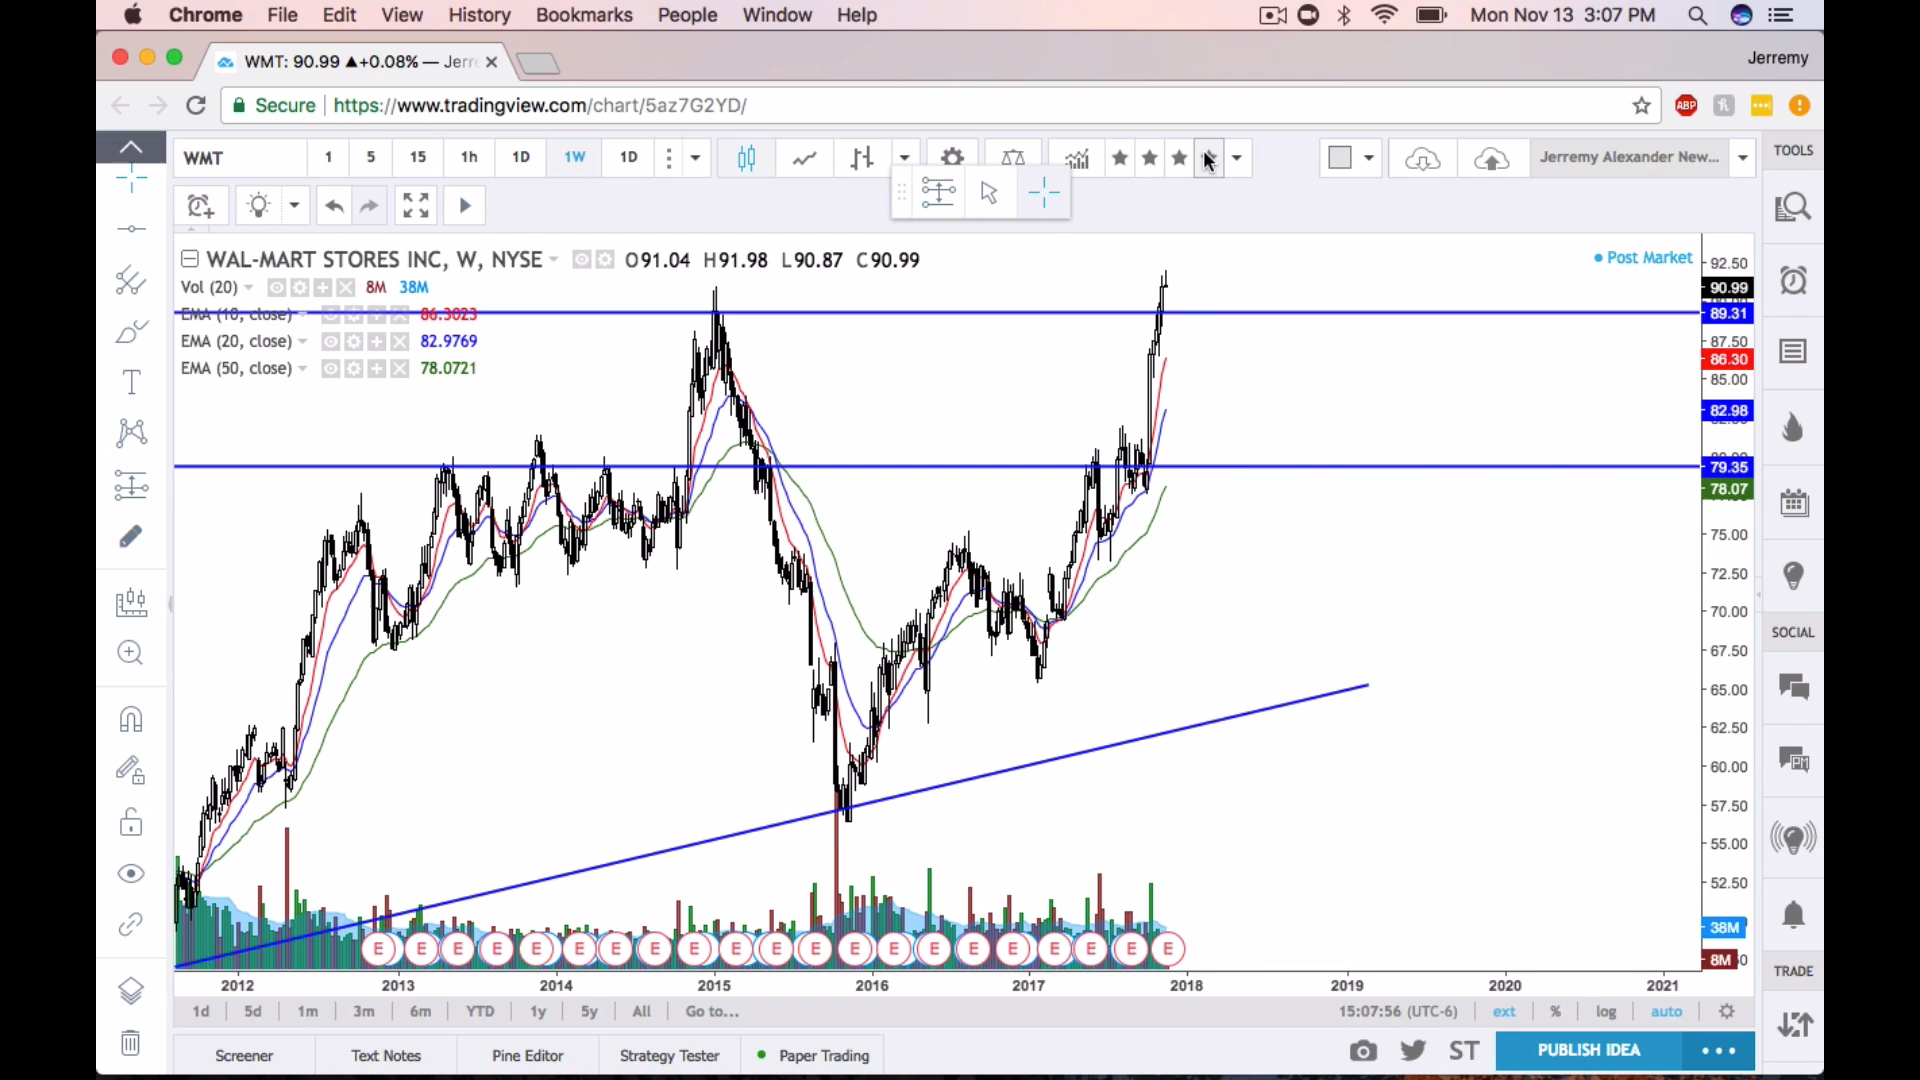 Chrome File Edit View History Bookmarks People Window Help Mon Nov 13 3:07 PM
WMT: 90.99 ▲+0.08% — Jerr Jerremy
Secure | https://www.tradingview.com/chart/5az7G2YD/ ABP
WMT 1 5 15 1h 1D 1W 1D Jerremy Alexander New... TOOLS
WAL-MART STORES INC, W, NYSE O91.04 H91.98 L90.87 C90.99 Post Market
Vol (20) 8M 38M
EMA (10, close) 86.3023
EMA (20, close) 82.9769
EMA (50, close) 78.0721
92.50
90.99
89.31
87.50
86.30
85.00
82.98
79.35
78.07
75.00
72.50
70.00
SOCIAL
67.50
65.00
62.50
60.00
57.50
55.00
52.50
38M
8M
PM
T
E E E E E E E E E E E E E E E E E E E E E
TRADE
2012 2013 2014 2015 2016 2017 2018 2019 2020 2021
1d 5d 1m 3m 6m YTD 1y 5y All Go to... 15:07:56 (UTC-6) ext % log auto
Screener Text Notes Pine Editor Strategy Tester Paper Trading ST PUBLISH IDEA